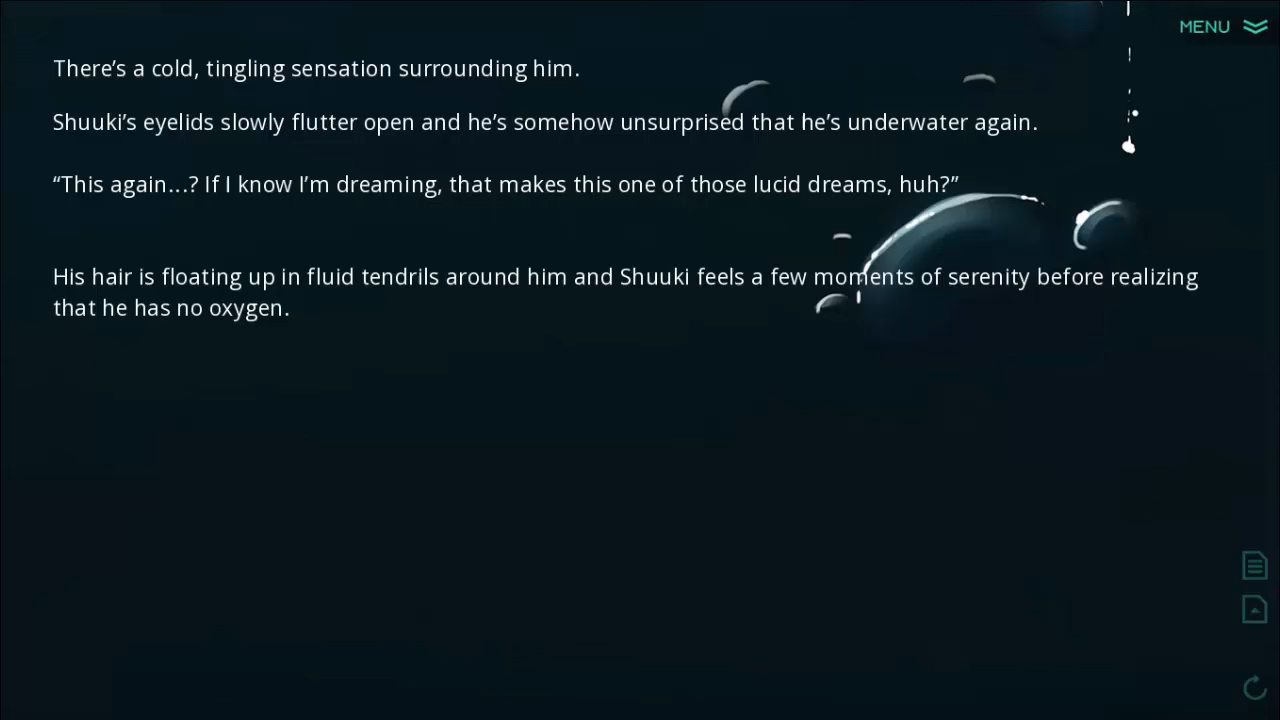 MENU
There’s a cold, tingling sensation surrounding him.
Shuuki’s eyelids slowly flutter open and he’s somehow unsurprised that he’s underwater again.
“This again...? If I know I’m dreaming, that makes this one of those lucid dreams, huh?”
His hair is floating up in fluid tendrils around him and Shuuki feels a few moments of serenity before realizing
that he has no oxygen.